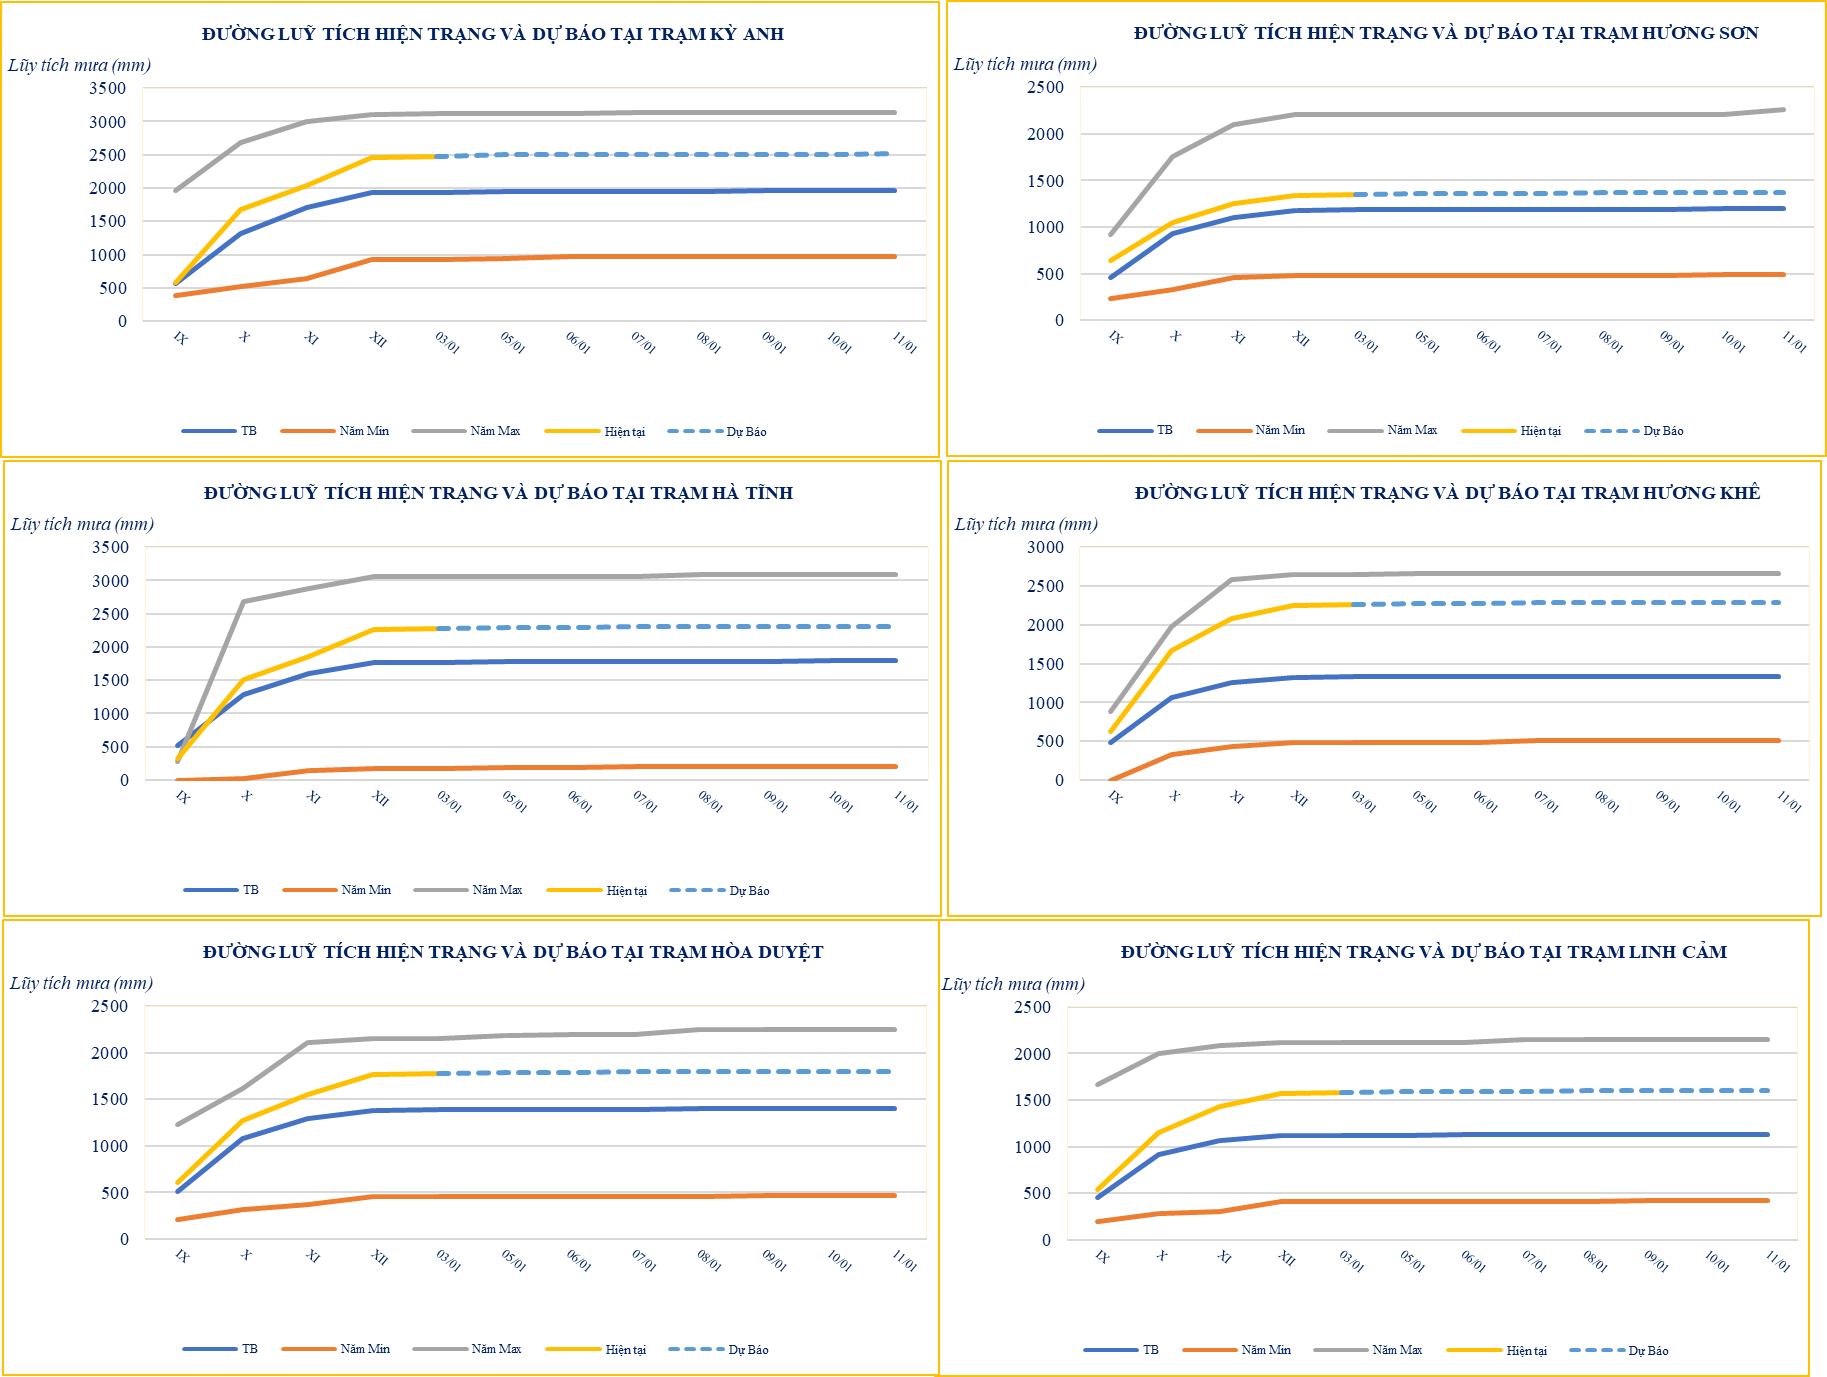 ĐƯỜNG LUỸ TÍCH HIỆN TRẠNG VÀ DỰ BÁO TẠI TRẠM KỲ ANH
Lũy tích mưa (mm)
3500
3000
2500
2000
1500
1000
500
0
IX X XI XII 03/01 05/01 06/01 07/01 08/01 09/01 10/01 11/01
TB Năm Min Năm Max Hiện tại Dự Báo
ĐƯỜNG LUỸ TÍCH HIỆN TRẠNG VÀ DỰ BÁO TẠI TRẠM HƯƠNG SƠN
Lũy tích mưa (mm)
2500
2000
1500
1000
500
0
IX X XI XII 03/01 05/01 06/01 07/01 08/01 09/01 10/01 11/01
TB Năm Min Năm Max Hiện tại Dự Báo
ĐƯỜNG LUỸ TÍCH HIỆN TRẠNG VÀ DỰ BÁO TẠI TRẠM HÀ TĨNH
Lũy tích mưa (mm)
3500
3000
2500
2000
1500
1000
500
0
IX X XI XII 03/01 05/01 06/01 07/01 08/01 09/01 10/01 11/01
TB Năm Min Năm Max Hiện tại Dự Báo
ĐƯỜNG LUỸ TÍCH HIỆN TRẠNG VÀ DỰ BÁO TẠI TRẠM HƯƠNG KHÊ
Lũy tích mưa (mm)
3000
2500
2000
1500
1000
500
0
IX X XI XII 03/01 05/01 06/01 07/01 08/01 09/01 10/01 11/01
ĐƯỜNG LUỸ TÍCH HIỆN TRẠNG VÀ DỰ BÁO TẠI TRẠM HÒA DUYỆT
Lũy tích mưa (mm)
2500
2000
1500
1000
500
0
IX X XI XII 03/01 05/01 06/01 07/01 08/01 09/01 10/01 11/01
TB Năm Min Năm Max Hiện tại Dự Báo
ĐƯỜNG LUỸ TÍCH HIỆN TRẠNG VÀ DỰ BÁO TẠI TRẠM LINH CẢM
Lũy tích mưa (mm)
2500
2000
1500
1000
500
0
IX X XI XII 03/01 05/01 06/01 07/01 08/01 09/01 10/01 11/01
TB Năm Min Năm Max Hiện tại Dự Báo